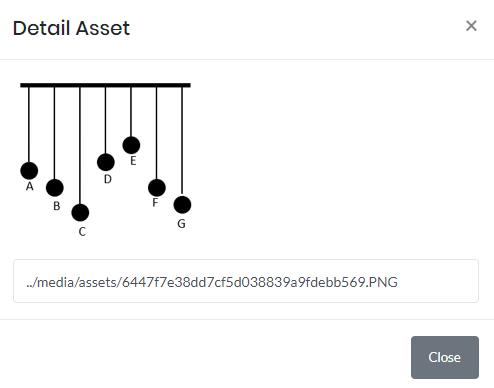 Detail Asset
×
A
B
C
D
E
F
G
../media/assets/6447f7e38dd7cf5d038839a9fdebb569.PNG
Close